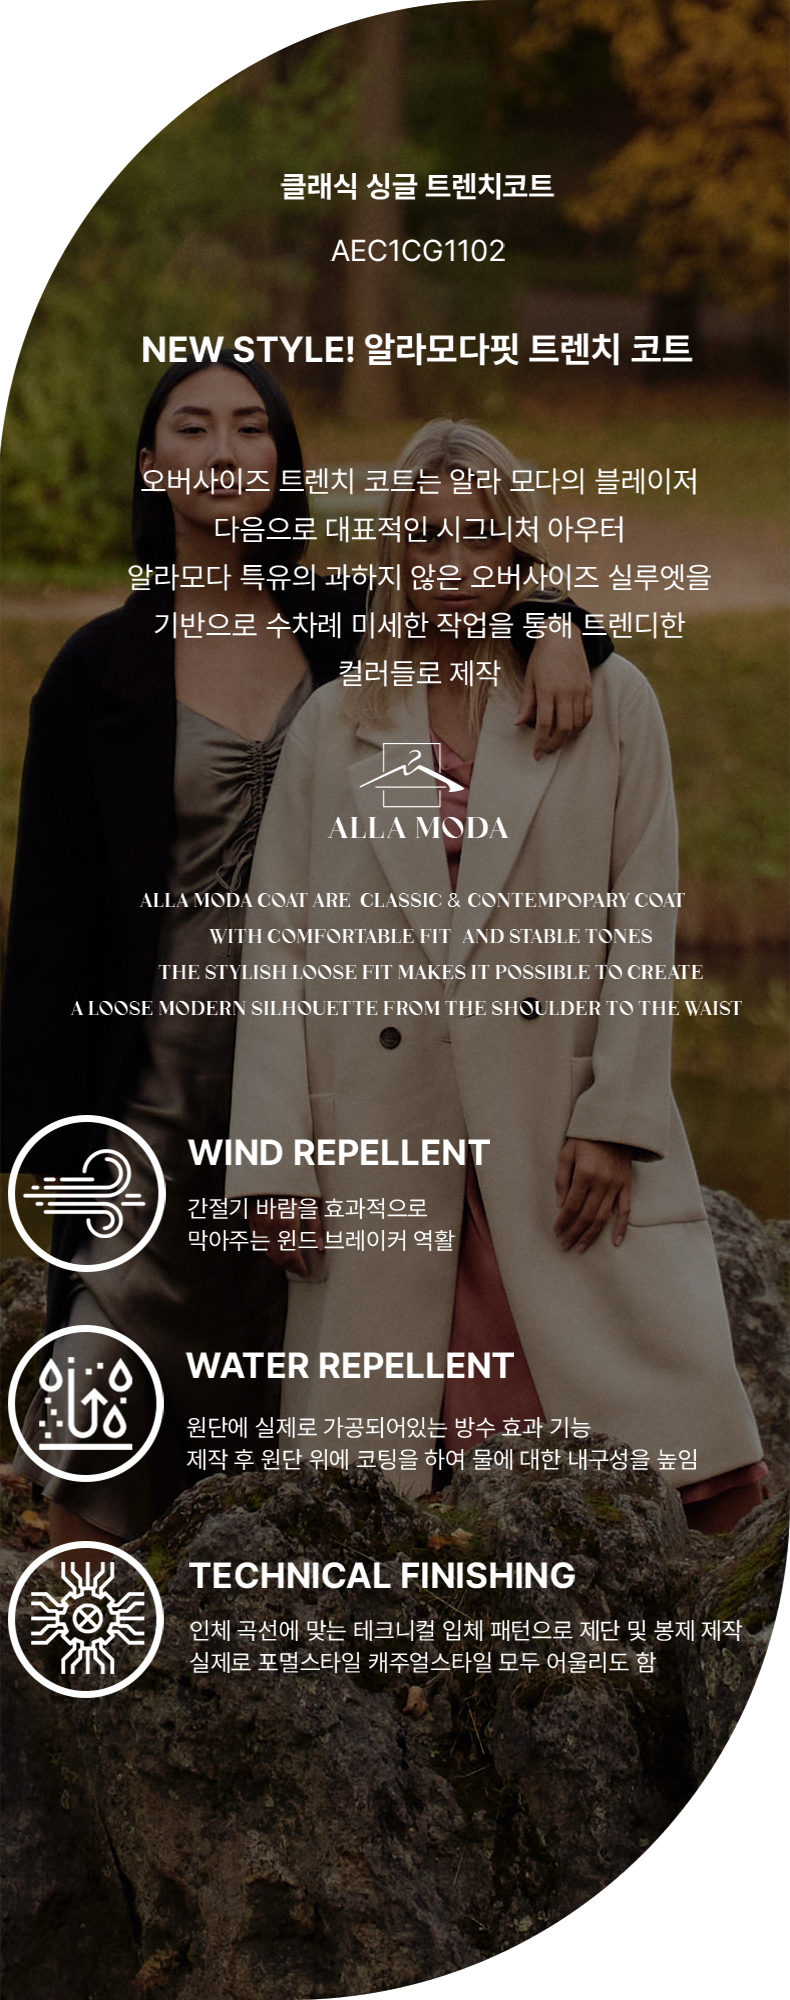 클래식 싱글 트렌치코트
AEC1CG1102
NEW STYLE! 알라모다핏 트렌치 코트
오버사이즈 트렌치 코트는 알라 모다의 블레이저
다음으로 대표적인 시그니처 아우터
알라모다 특유의 과하지 않은 오버사이즈 실루엣을
기반으로 수차례 미세한 작업을 통해 트렌디한
컬러들로 제작
ALLA MODA
ALLA MODA COAT ARE CLASSIC & CONTEMPOPARY COAT
WITH COMFORTABLE FIT AND STABLE TONES
THE STYLISH LOOSE FIT MAKES IT POSSIBLE TO CREATE
A LOOSE MODERN SILHOUETTE FROM THE SHOULDER TO THE WAIST
WIND REPELLENT
간절기 바람을 효과적으로
막아주는 윈드 브레이커 역활
WATER REPELLENT
원단에 실제로 가공되어있는 방수 효과 기능
제작 후 원단 위에 코팅을 하여 물에 대한 내구성을 높임
TECHNICAL FINISHING
인체 곡선에 맞는 테크니컬 입체 패턴으로 제단 및 봉제 제작
실제로 포멀스타일 캐주얼스타일 모두 어울리도 함